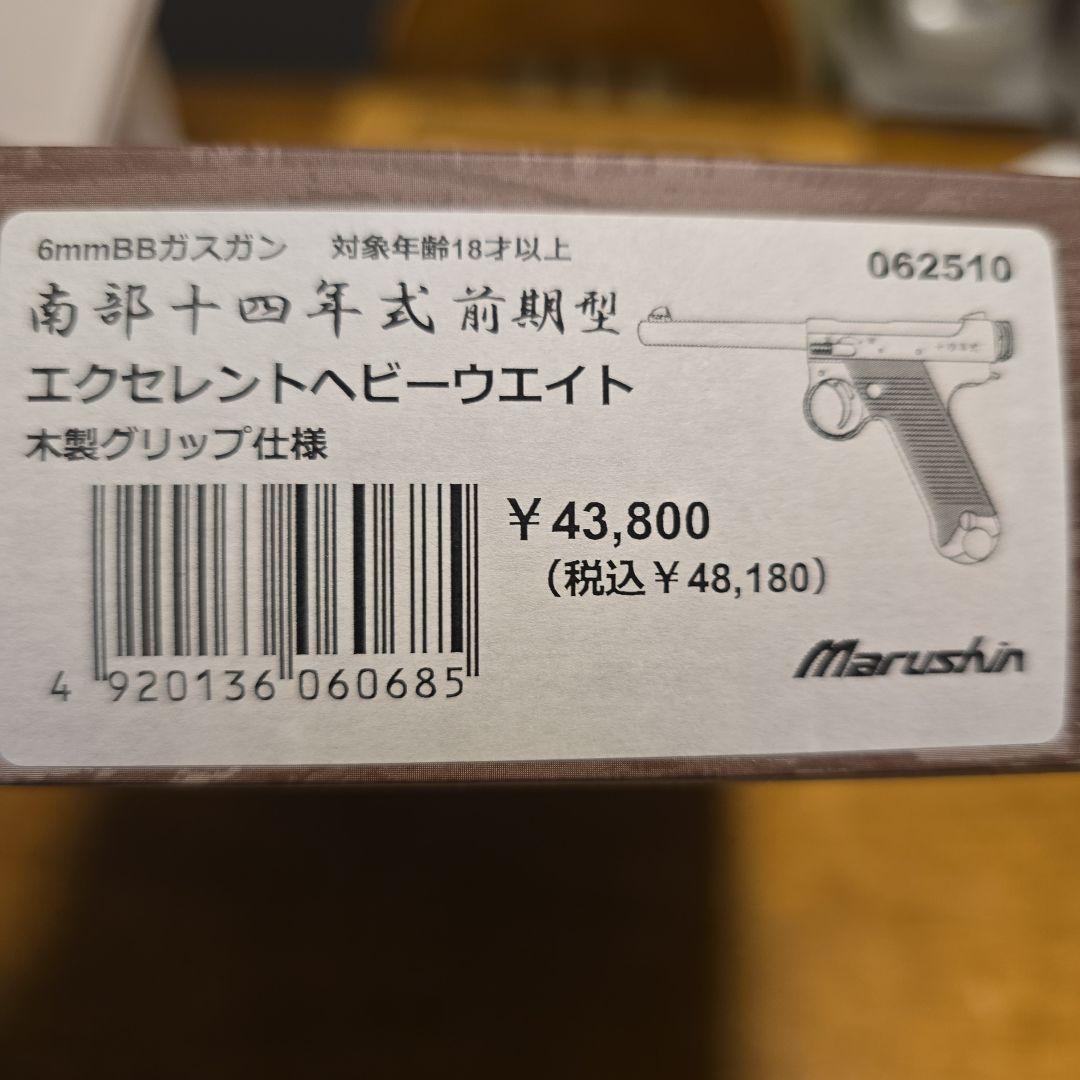 6mmBBガスガン 対象年齢18才以上
062510
南部十四年式前期型
エクセレントヘビーウエイト
木製グリップ仕様
￥43,800
(税込￥48,180)
Marushin
4 920136 060685